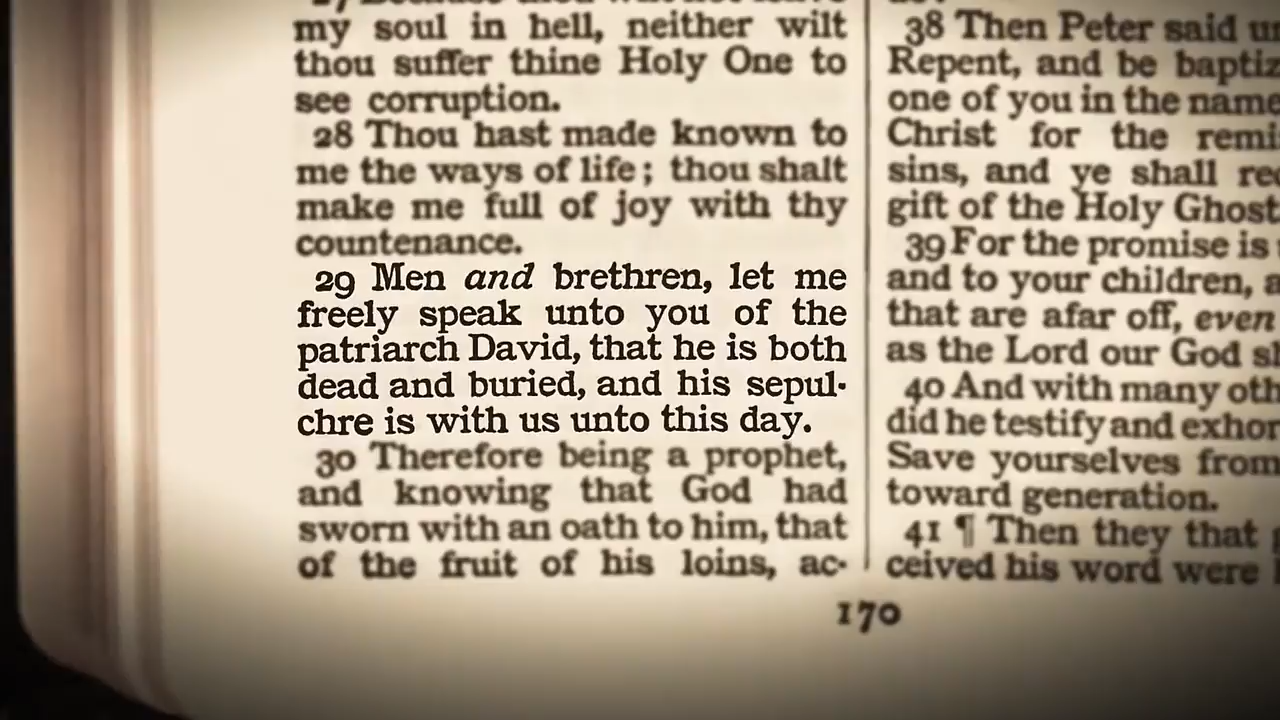 my soul in hell, neither wilt
thou suffer thine Holy One to
see corruption.
28 Thou hast made known to
me the ways of life; thou shalt
make me full of joy with thy
countenance.
29 Men and brethren, let me
freely speak unto you of the
patriarch David, that he is both
dead and buried, and his sepul-
chre is with us unto this day.
30 Therefore being a prophet,
and knowing that God had
sworn with an oath to him, that
of the fruit of his loins, ac-
38 Then Peter said
Repent, and be
one of you in the name
Christ for the
sins, and ye shall
gift of the Holy Ghost
39 For the promise is
and to your children,
that are afar off, even
as the Lord our God
40 And with many
did he testify and
Save yourselves from
toward generation.
41 ¶ Then they that
ceived his word were
170